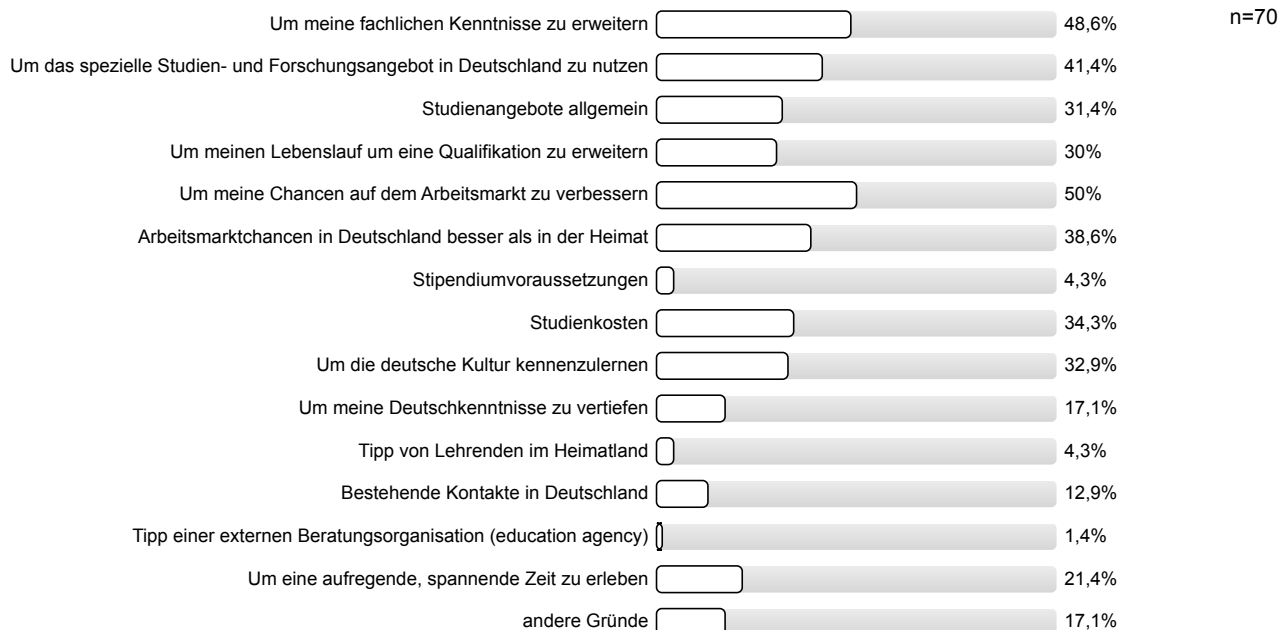 Um meine fachlichen Kenntnisse zu erweitern 48,6% n=70
Um das spezielle Studien- und Forschungsangebot in Deutschland zu nutzen 41,4%
Studienangebote allgemein 31,4%
Um meinen Lebenslauf um eine Qualifikation zu erweitern 30%
Um meine Chancen auf dem Arbeitsmarkt zu verbessern 50%
Arbeitsmarktchancen in Deutschland besser als in der Heimat 38,6%
Stipendiumvoraussetzungen 4,3%
Studienkosten 34,3%
Um die deutsche Kultur kennenzulernen 32,9%
Um meine Deutschkenntnisse zu vertiefen 17,1%
Tipp von Lehrenden im Heimatland 4,3%
Bestehende Kontakte in Deutschland 12,9%
Tipp einer externen Beratungsorganisation (education agency) 1,4%
Um eine aufregende, spannende Zeit zu erleben 21,4%
andere Gründe 17,1%